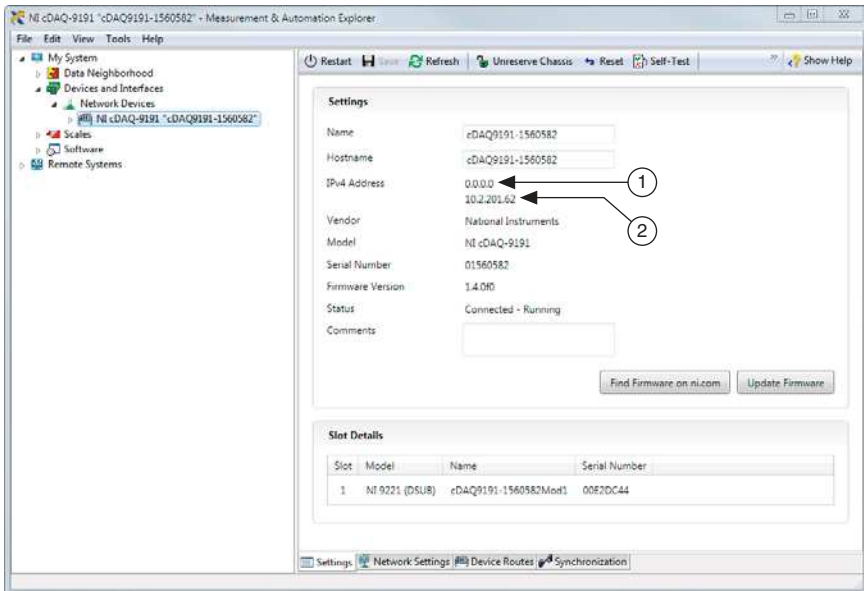 NI cDAQ-9191 "cDAQ9191-1560582" - Measurement & Automation Explorer
File Edit View Tools Help
My System
Data Neighborhood
Devices and Interfaces
Network Devices
NI cDAQ-9191 "cDAQ9191-1560582"
Scales
Software
Remote Systems
Restart Save Refresh Unreserve Chassis Reset Self-Test » Show Help
Settings
Name cDAQ9191-1560582
Hostname cDAQ9191-1560582
IPv4 Address 0.0.0.0 1
10.2.201.62 2
Vendor National Instruments
Model NI cDAQ-9191
Serial Number 01560582
Firmware Version 1.4.0f0
Status Connected - Running
Comments
Find Firmware on ni.com Update Firmware
Slot Details
Slot Model Name Serial Number
1 NI 9221 (DSUB) cDAQ9191-1560582Mod1 00E2DC44
Settings Network Settings Device Routes Synchronization